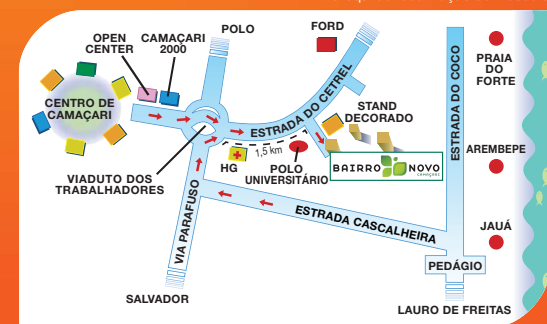 POLO
FORD
OPEN
CENTER
CAMAÇARI
2000
CENTRO DE
CAMAÇARI
ESTRADA DO CETREL
STAND
DECORADO
ESTRADA DO COCO
PRAIA
DO
FORTE
1,5 km
HG
POLO
UNIVERSITÁRIO
BAIRRO NOVO
CAMAÇARI
AREMBEPE
VIADUTO DOS
TRABALHADORES
VIA PARAFUSO
ESTRADA CASCALHEIRA
JAUÁ
PEDÁGIO
SALVADOR
LAURO DE FREITAS